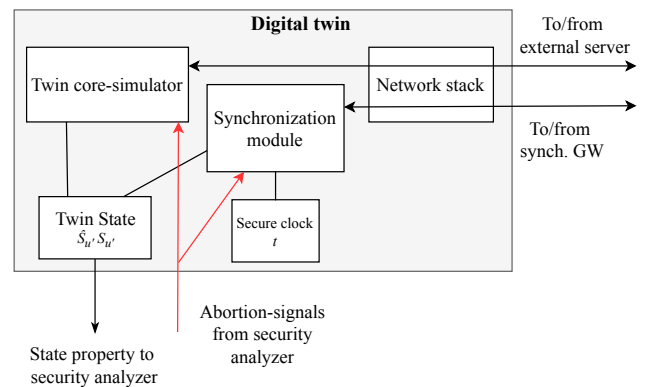 Digital twin
To/from
external server
Twin core-simulator
Network stack
Synchronization
module
To/from
synch. GW
Twin State
Ŝu' Su'
Secure clock
t
Abortion-signals
from security
analyzer
State property to
security analyzer